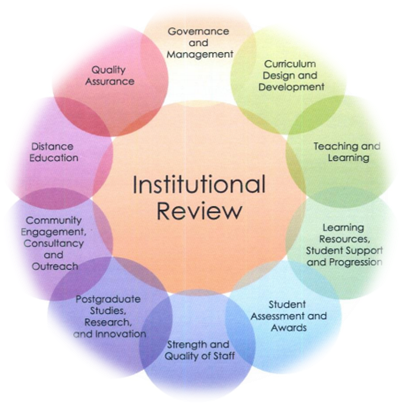 Governance
and
Management
Curriculum
Design and
Development
Teaching and
Learning
Learning
Resources,
Student Support
and Progression
Student
Assessment and
Awards
Strength and
Quality of Staff
Postgraduate
Studies,
Research,
and Innovation
Community
Engagement,
Consultancy
and
Outreach
Distance
Education
Quality
Assurance
Institutional
Review